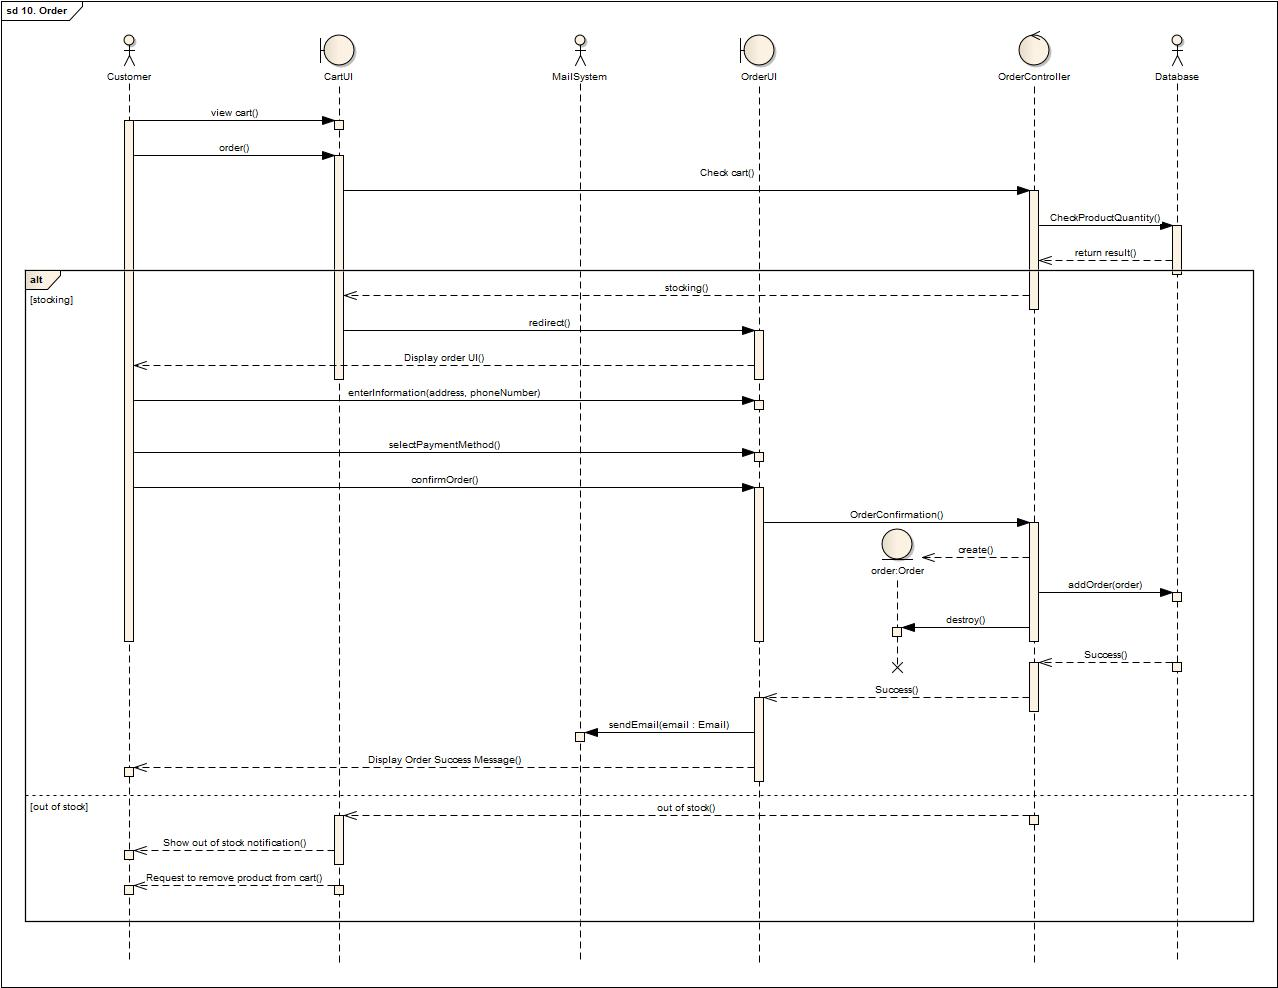 sd 10. Order
Customer
CartUI
MailSystem
OrderUI
OrderController
Database
view cart()
order()
Check cart()
CheckProductQuantity()
return result()
alt
[stocking]
stocking()
redirect()
Display order UI()
enterInformation(address, phoneNumber)
selectPaymentMethod()
confirmOrder()
OrderConfirmation()
create()
order:Order
addOrder(order)
destroy()
Success()
Success()
sendEmail(email : Email)
Display Order Success Message()
[out of stock]
out of stock()
Show out of stock notification()
Request to remove product from cart()